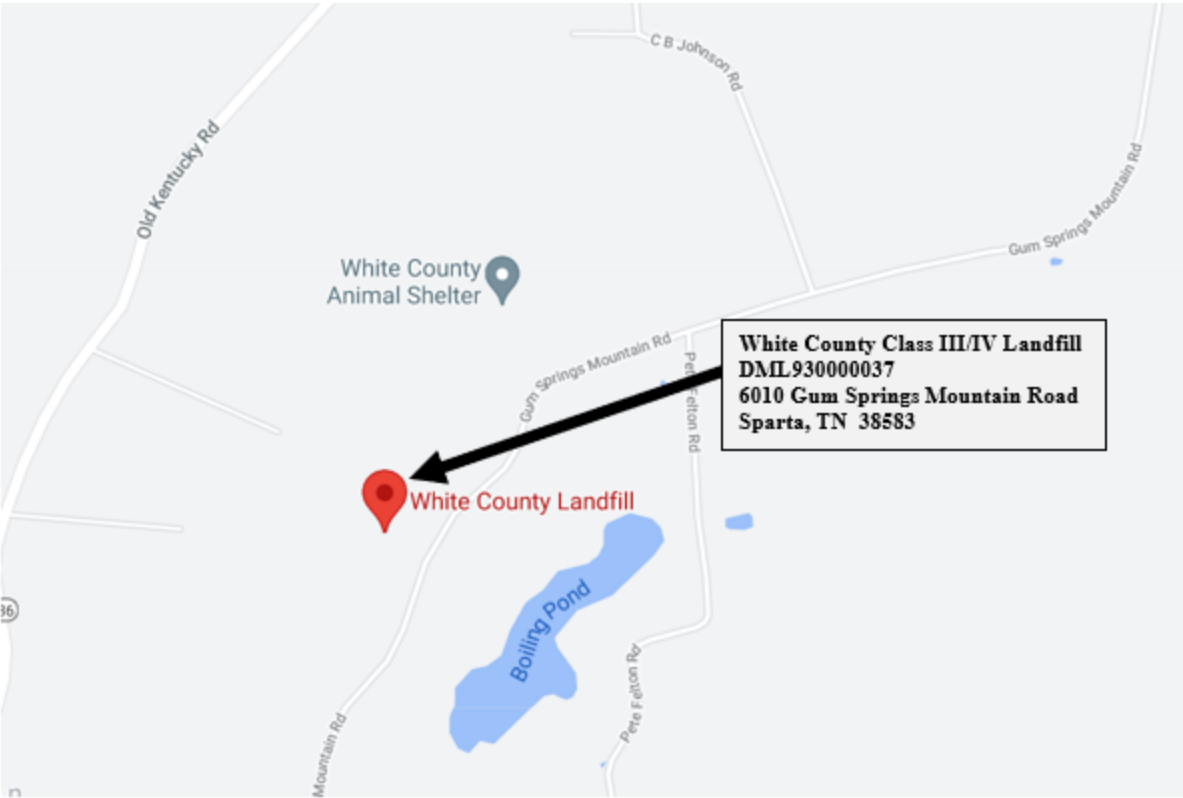 C B Johnson Rd
Old Kentucky Rd
Gum Springs Mountain Rd
White County
Animal Shelter
Gum Springs Mountain Rd
Pete Felton Rd
White County Class III/IV Landfill
DML930000037
6010 Gum Springs Mountain Road
Sparta, TN 38583
White County Landfill
Boiling Pond
36
Pete Felton Rd
Mountain Rd